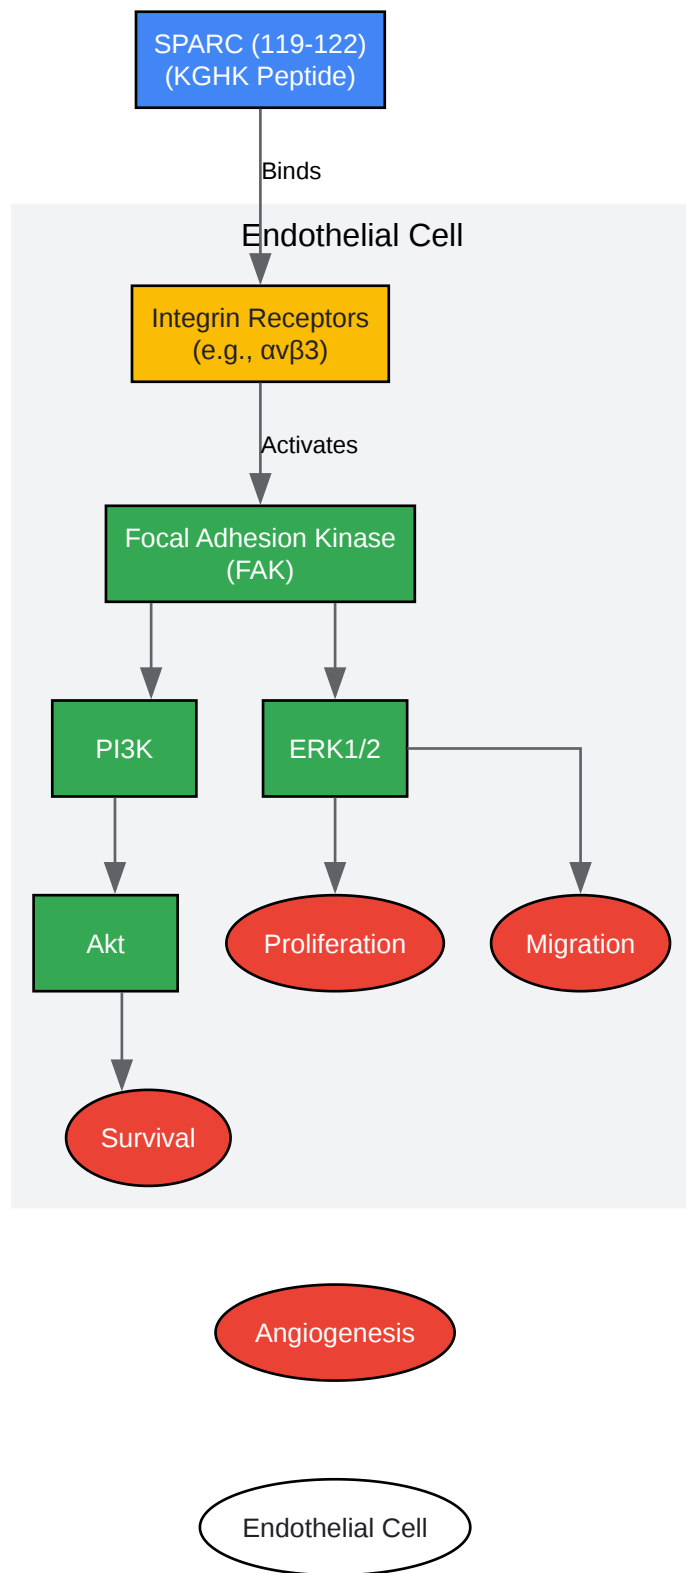 SPARC (119-122)
(KGHK Peptide)
Binds
Endothelial Cell
Integrin Receptors
(e.g., αvβ3)
Activates
Focal Adhesion Kinase
(FAK)
PI3K
ERK1/2
Akt
Proliferation
Migration
Survival
Angiogenesis
Endothelial Cell